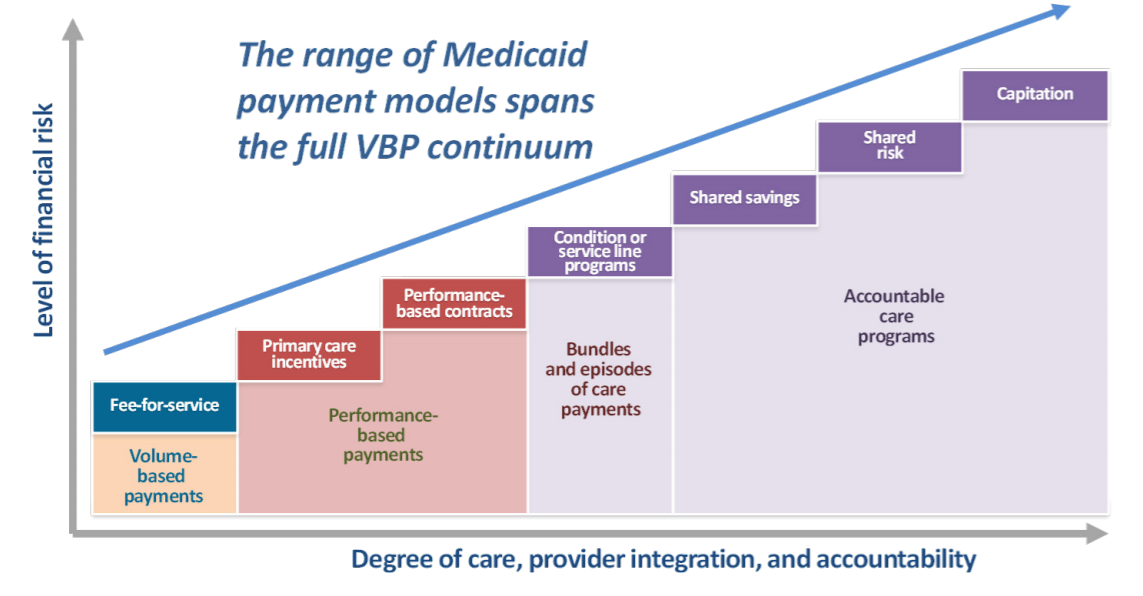 The range of Medicaid
payment models spans
the full VBP continuum
Level of financial risk
Capitation
Shared
risk
Shared savings
Condition or
service line
programs
Performance-
based contracts
Primary care
incentives
Fee-for-service
Volume-
based
payments
Performance-
based
payments
Bundles
and episodes
of care
payments
Accountable
care
programs
Degree of care, provider integration, and accountability